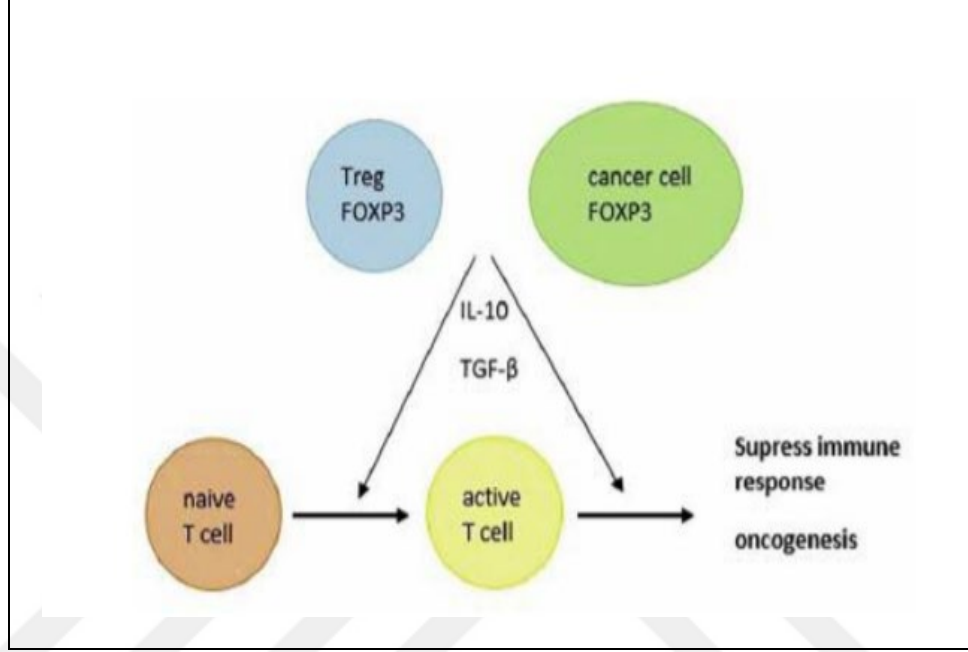 Treg
FOXP3
cancer cell
FOXP3
IL-10
TGF-β
naive
T cell
active
T cell
Supress immune
response
oncogenesis